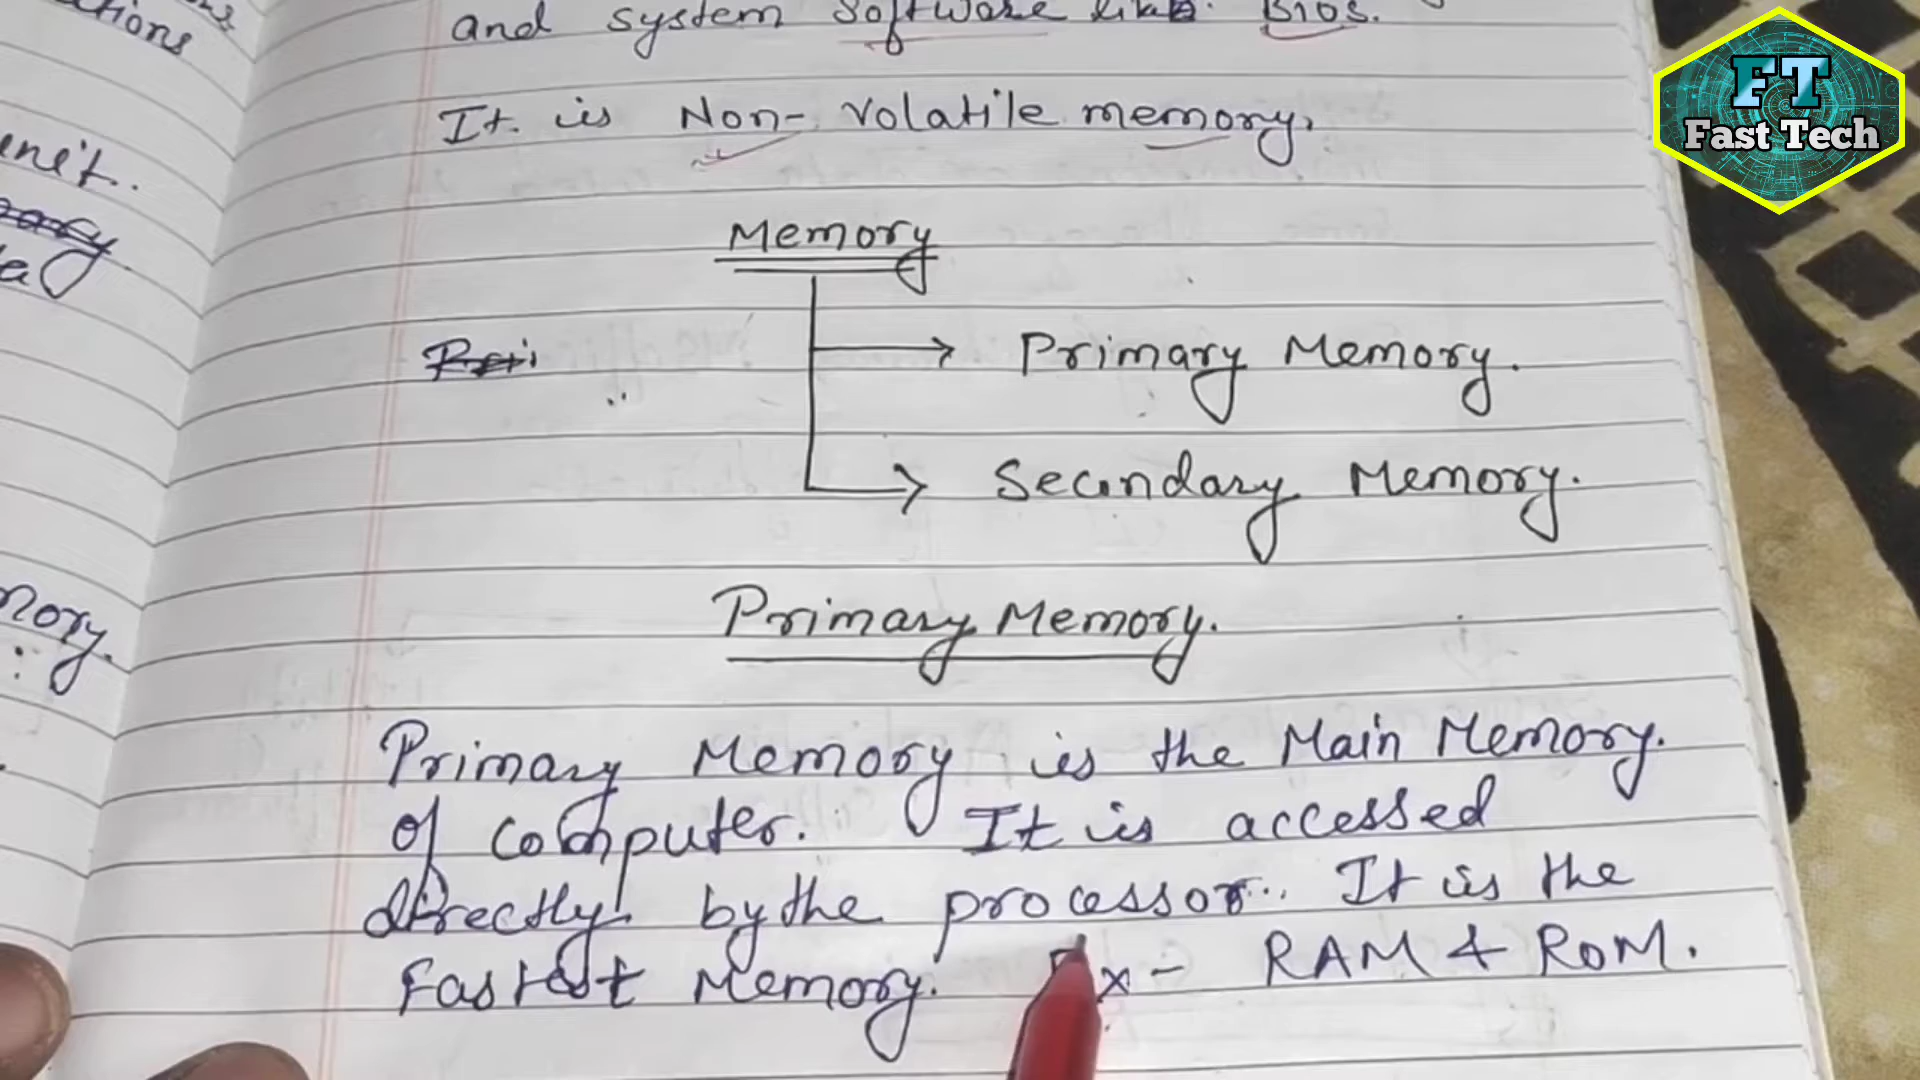 and system software like BIOS.
It. is Non-volatile memory.
Memory
Primary Memory.
Secondary Memory.
Primary Memory.
Primary Memory is the Main Memory.
of computer. It is accessed
directly by the processor. It is the
Fastest Memory. Ex- RAM & ROM.
FT
Fast Tech